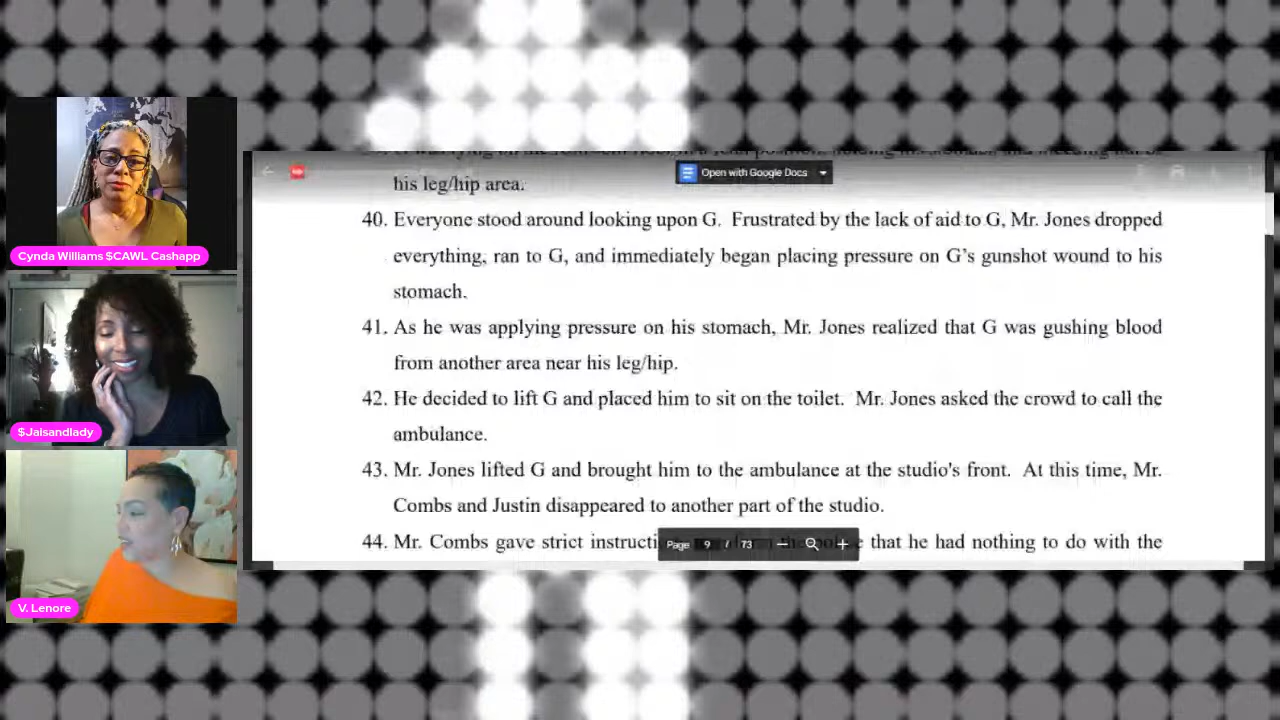 Cynda Williams $CAWL Cashapp
$Jaisandlady
V. Lenore
Open with Google Docs
his leg/hip area.
40. Everyone stood around looking upon G. Frustrated by the lack of aid to G, Mr. Jones dropped
everything, ran to G, and immediately began placing pressure on G's gunshot wound to his
stomach.
41. As he was applying pressure on his stomach, Mr. Jones realized that G was gushing blood
from another area near his leg/hip.
42. He decided to lift G and placed him to sit on the toilet. Mr. Jones asked the crowd to call the
ambulance.
43. Mr. Jones lifted G and brought him to the ambulance at the studio's front. At this time, Mr.
Combs and Justin disappeared to another part of the studio.
44. Mr. Combs gave strict that he had nothing to do with the
Page 9 / 73